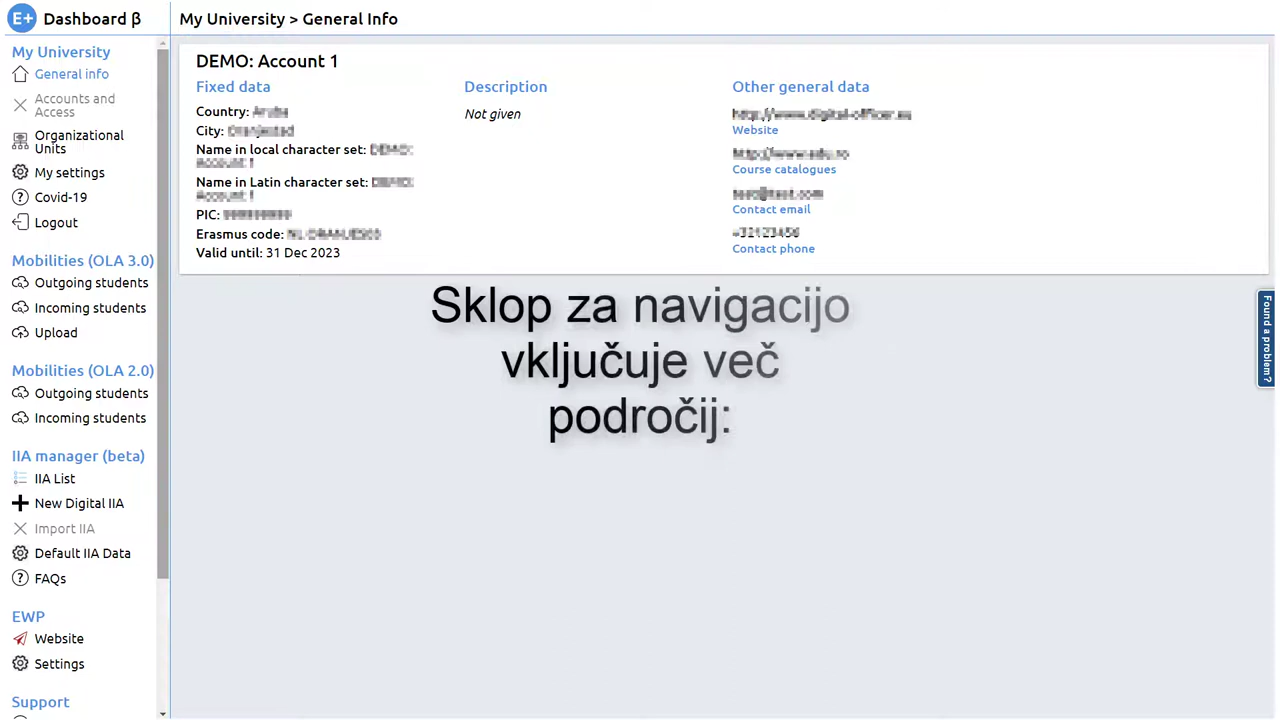 E+ Dashboard β
My University > General Info
My University
General info
Accounts and
Access
Organizational
Units
My settings
Covid-19
Logout
Mobilities (OLA 3.0)
Outgoing students
Incoming students
Upload
Mobilities (OLA 2.0)
Outgoing students
Incoming students
IIA manager (beta)
IIA List
New Digital IIA
Import IIA
Default IIA Data
FAQs
EWP
Website
Settings
Support
DEMO: Account 1
Fixed data
Country:
City:
Name in local character set:
Name in Latin character set:
PIC:
Erasmus code:
Valid until: 31 Dec 2023
Description
Not given
Other general data
Website
Course catalogues
Contact email
Contact phone
Sklop za navigacijo
vključuje več
področij:
Found a problem?